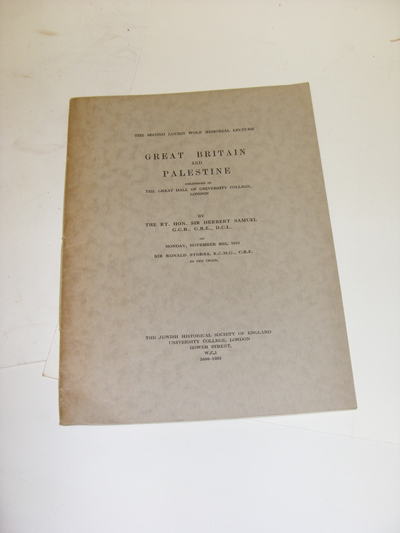 THE SECOND LUCIEN WOLF MEMORIAL LECTURE
GREAT BRITAIN
AND
PALESTINE
DELIVERED IN
THE GREAT HALL OF UNIVERSITY COLLEGE,
LONDON
BY
THE RT. HON. SIR HERBERT SAMUEL
G.C.B., G.B.E., D.C.L.
ON
MONDAY, NOVEMBER
SIR RONALD STORRS, K.C.M.G., C.B.E.
IN THE CHAIR.
THE JEWISH HISTORICAL SOCIETY OF ENGLAND
UNIVERSITY COLLEGE, LONDON
GOWER STREET,
W.C.1